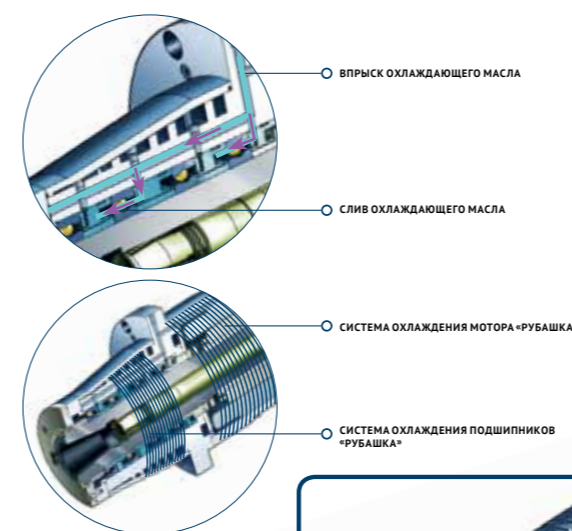 ВПРЫСК ОХЛАЖДАЮЩЕГО МАСЛА
СЛИВ ОХЛАЖДАЮЩЕГО МАСЛА
СИСТЕМА ОХЛАЖДЕНИЯ МОТОРА «РУБАШКА
СИСТЕМА ОХЛАЖДЕНИЯ ПОДШИПНИКОВ
«РУБАШКА»